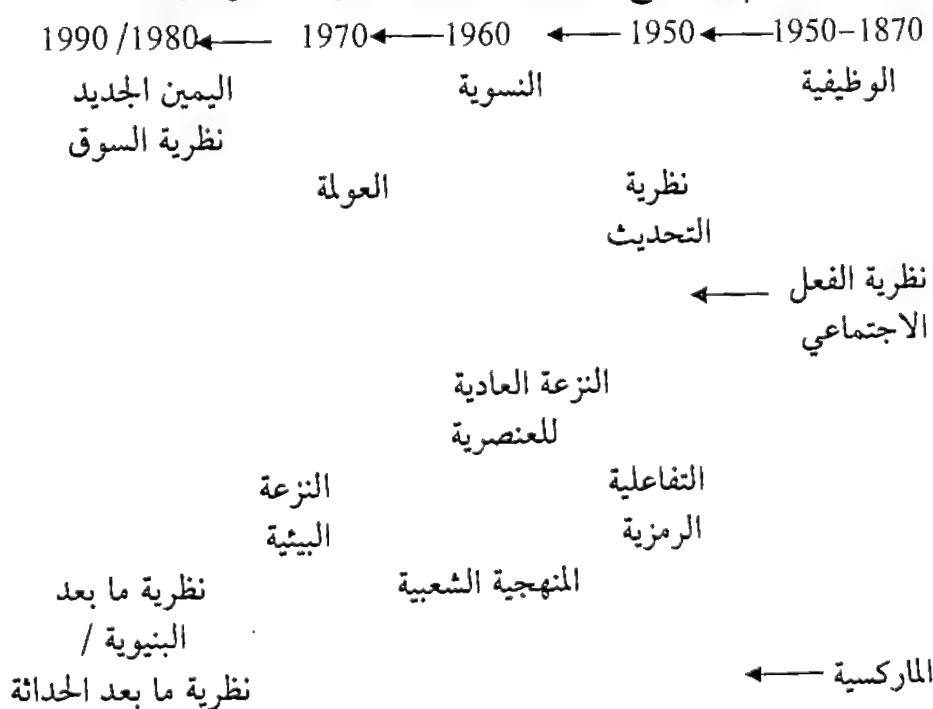 1870–1950 ← 1950 ← 1960 ← 1970 ← 1980/ 1990
الوظيفية النسوية اليمين الجديد
نظرية السوق
نظرية العولمة
التحديث
نظرية الفعل ←
الاجتماعي
النزعة العادية
للعنصرية
التفاعلية النزعة
الرمزية البيئية
المنهجية الشعبية نظرية ما بعد
البنيوية /
الماركسية ← نظرية ما بعد الحداثة